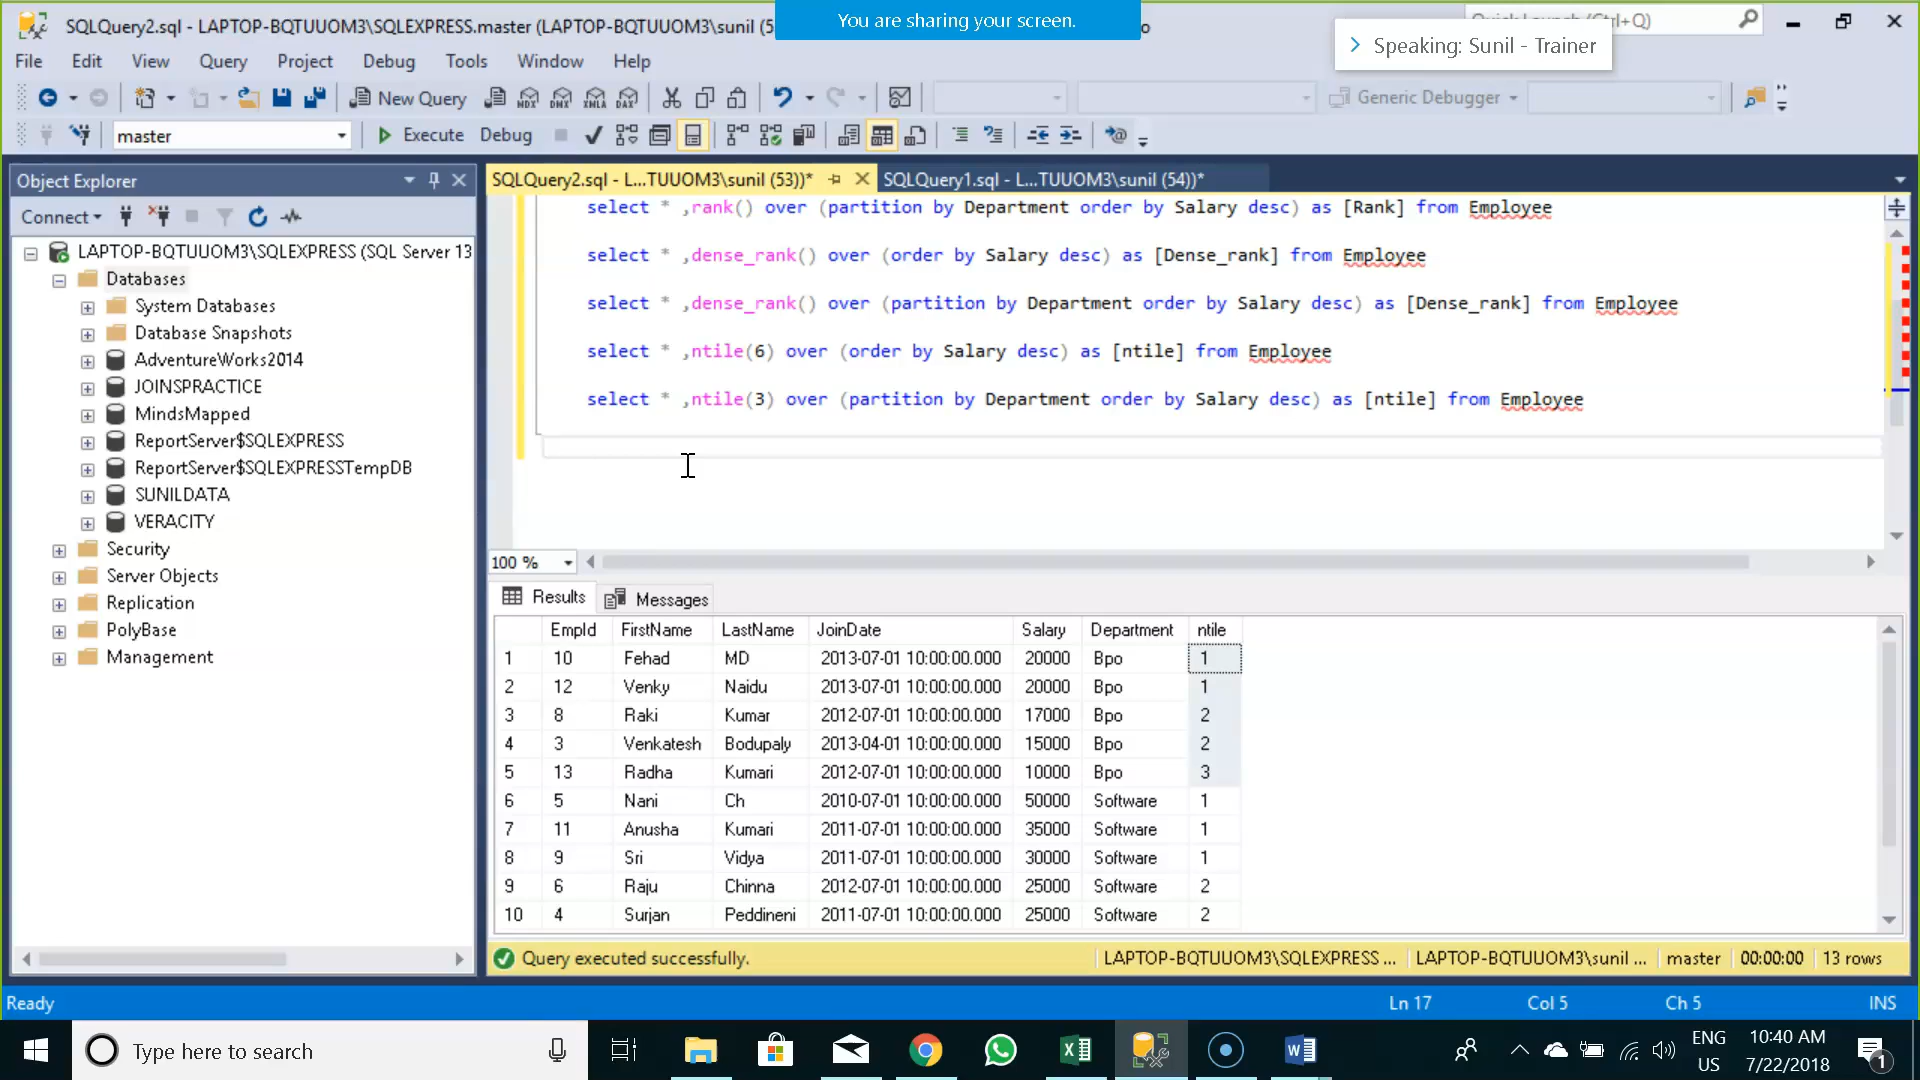 SQLQuery2.sql - LAPTOP-BQTUUOM3\SQLEXPRESS.master (LAPTOP-BQTUUOM3\sunil (5
You are sharing your screen.
Speaking: Sunil - Trainer
File Edit View Query Project Debug Tools Window Help
New Query
Generic Debugger
master
Execute Debug
Object Explorer
SQLQuery2.sql - L...TUUOM3\sunil (53))*
SQLQuery1.sql - L...TUUOM3\sunil (54))*
Connect
LAPTOP-BQTUUOM3\SQLEXPRESS (SQL Server 13
Databases
System Databases
Database Snapshots
AdventureWorks2014
JOINSPRACTICE
MindsMapped
ReportServer$SQLEXPRESS
ReportServer$SQLEXPRESSTempDB
SUNILDATA
VERACITY
Security
Server Objects
Replication
PolyBase
Management
select * ,rank() over (partition by Department order by Salary desc) as [Rank] from Employee
select * ,dense_rank() over (order by Salary desc) as [Dense_rank] from Employee
select * ,dense_rank() over (partition by Department order by Salary desc) as [Dense_rank] from Employee
select * ,ntile(6) over (order by Salary desc) as [ntile] from Employee
select * ,ntile(3) over (partition by Department order by Salary desc) as [ntile] from Employee
100 %
Results Messages
EmpId FirstName LastName JoinDate Salary Department ntile
1 10 Fehad MD 2013-07-01 10:00:00.000 20000 Bpo 1
2 12 Venky Naidu 2013-07-01 10:00:00.000 20000 Bpo 1
3 8 Raki Kumar 2012-07-01 10:00:00.000 17000 Bpo 2
4 3 Venkatesh Bodupaly 2013-04-01 10:00:00.000 15000 Bpo 2
5 13 Radha Kumari 2012-07-01 10:00:00.000 10000 Bpo 3
6 5 Nani Ch 2010-07-01 10:00:00.000 50000 Software 1
7 11 Anusha Kumari 2011-07-01 10:00:00.000 35000 Software 1
8 9 Sri Vidya 2011-07-01 10:00:00.000 30000 Software 1
9 6 Raju Chinna 2012-07-01 10:00:00.000 25000 Software 2
10 4 Surjan Peddineni 2011-07-01 10:00:00.000 25000 Software 2
Query executed successfully.
LAPTOP-BQTUUOM3\SQLEXPRESS ... LAPTOP-BQTUUOM3\sunil ... master 00:00:00 13 rows
Ready
Ln 17 Col 5 Ch 5 INS
Type here to search
ENG
US
10:40 AM
7/22/2018
1